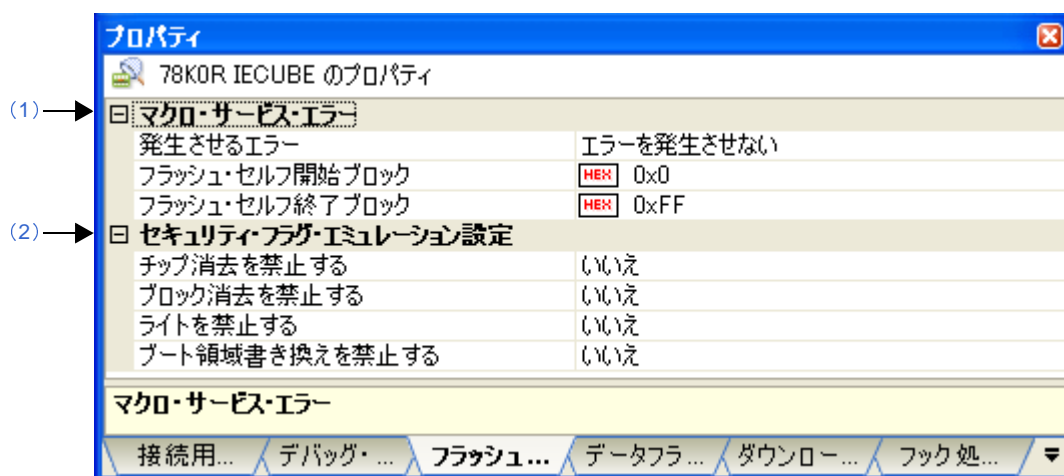 プロパティ
78K0R IECUBE のプロパティ
(1) マクロ・サービス・エラー
発生させるエラー エラーを発生させない
フラッシュ・セルフ開始ブロック HEX 0x0
フラッシュ・セルフ終了ブロック HEX 0xFF
(2) セキュリティ・フラグ・エミュレーション設定
チップ消去を禁止する いいえ
ブロック消去を禁止する いいえ
ライトを禁止する いいえ
ブート領域書き換えを禁止する いいえ
マクロ・サービス・エラー
接続用... デバッグ・... フラッシュ... データフラ... ダウンロー... フック処...